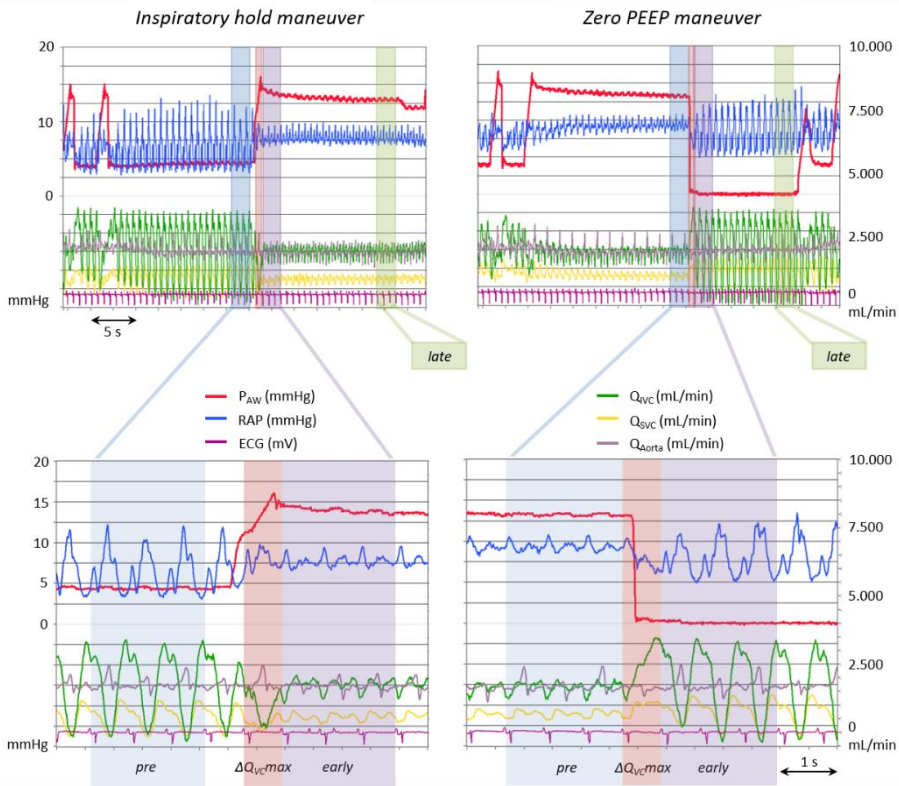 Inspiratory hold maneuver
Zero PEEP maneuver
20
10
0
mmHg
5 s
late
10.000
7.500
5.000
2.500
0
mL/min
late
P_AW (mmHg)
RAP (mmHg)
ECG (mV)
Q_IVC (mL/min)
Q_SVC (mL/min)
Q_Aorta (mL/min)
20
15
10
5
0
mmHg
pre
ΔQ_VCmax
early
10.000
7.500
5.000
2.500
0
mL/min
pre
ΔQ_VCmax
early
1 s